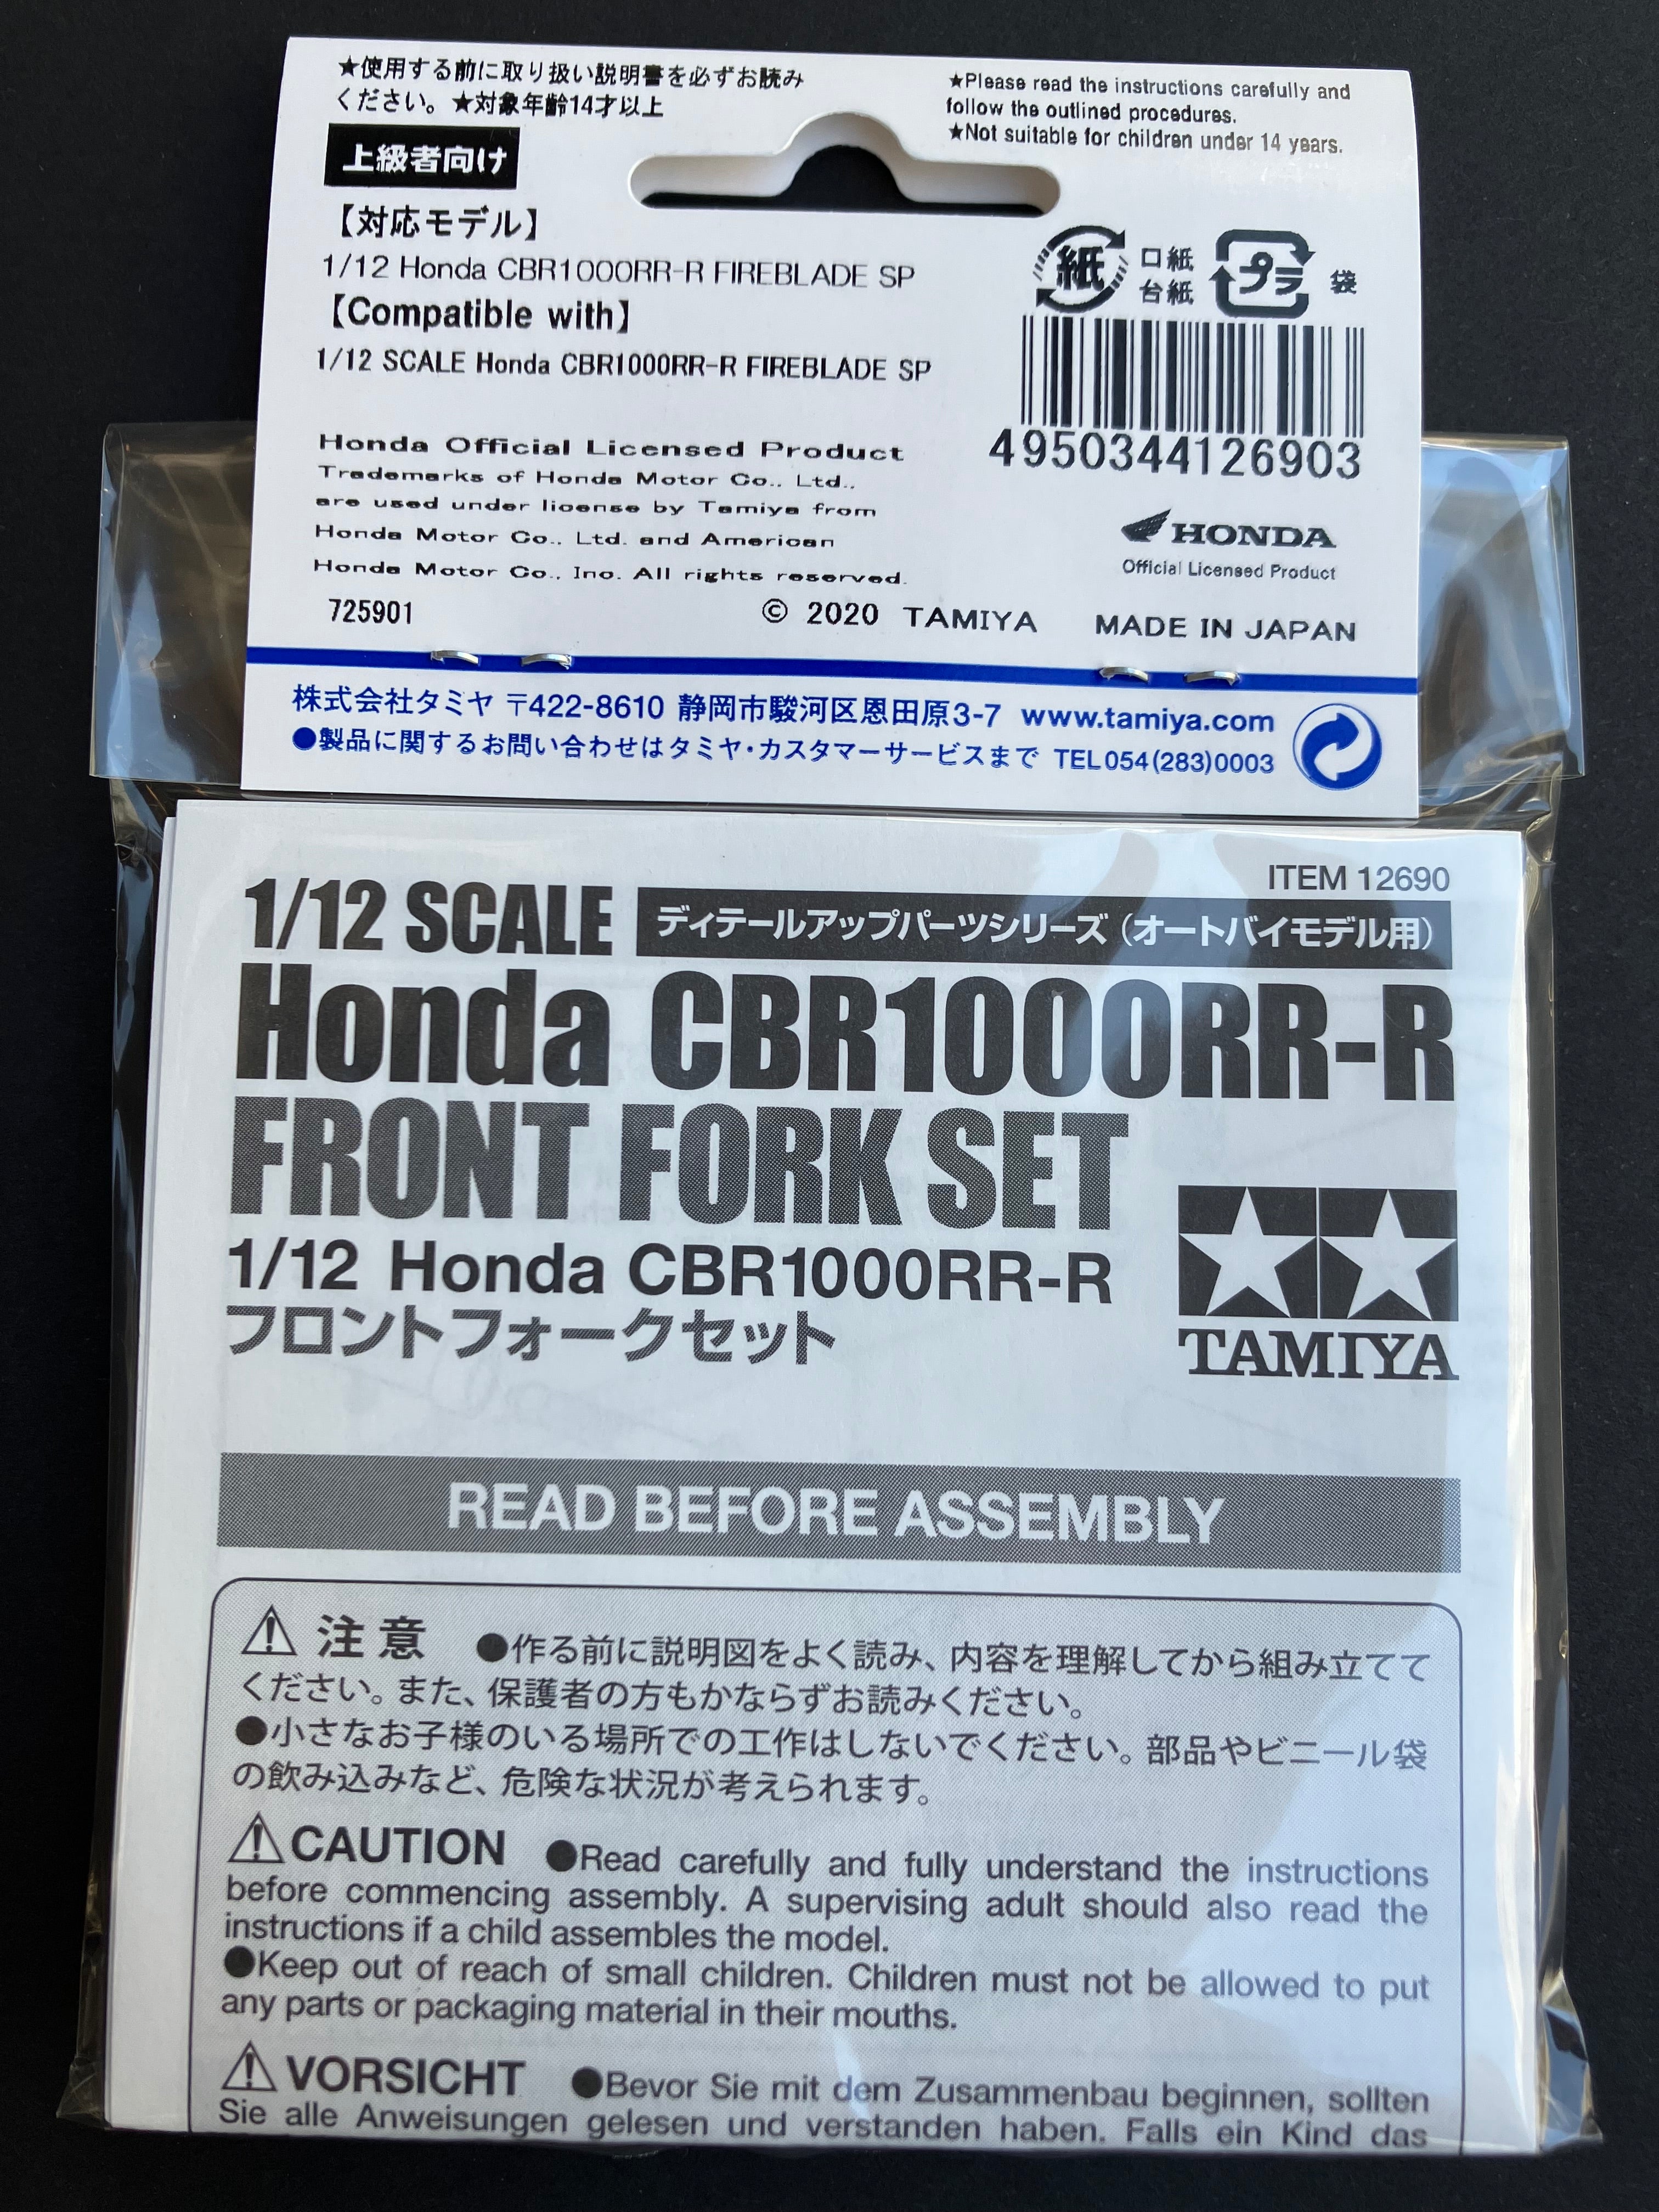 ★使用する前に取り扱い説明書を必ずお読み
ください。★対象年齢14才以上
★Please read the instructions carefully and
follow the outlined procedures.
★Not suitable for children under 14 years.
上級者向け
【対応モデル】
1/12 Honda CBR1000RR-R FIREBLADE SP
【Compatible with】
1/12 SCALE Honda CBR1000RR-R FIREBLADE SP
紙 口紙
台紙
プラ 袋
4950344126903
Honda Official Licensed Product
Trademarks of Honda Motor Co., Ltd.,
are used under license by Tamiya from
Honda Motor Co., Ltd. and American
Honda Motor Co., Inc. All rights reserved.
HONDA
Official Licensed Product
725901
© 2020 TAMIYA MADE IN JAPAN
株式会社タミヤ 〒422-8610 静岡市駿河区恩田原3-7 www.tamiya.com
●製品に関するお問い合わせはタミヤ・カスタマーサービスまで TEL054(283)0003
ITEM 12690
1/12 SCALE ディテールアップパーツシリーズ（オートバイモデル用）
Honda CBR1000RR-R
FRONT FORK SET
1/12 Honda CBR1000RR-R
フロントフォークセット
TAMIYA
READ BEFORE ASSEMBLY
注意 ●作る前に説明図をよく読み、内容を理解してから組み立てて
ください。また、保護者の方もかならずお読みください。
●小さなお子様のいる場所での工作はしないでください。部品やビニール袋
の飲み込みなど、危険な状況が考えられます。
CAUTION ●Read carefully and fully understand the instructions
before commencing assembly. A supervising adult should also read the
instructions if a child assembles the model.
●Keep out of reach of small children. Children must not be allowed to put
any parts or packaging material in their mouths.
VORSICHT ●Bevor Sie mit dem Zusammenbau beginnen, sollten
Sie alle Anweisungen gelesen und verstanden haben. Falls ein Kind das